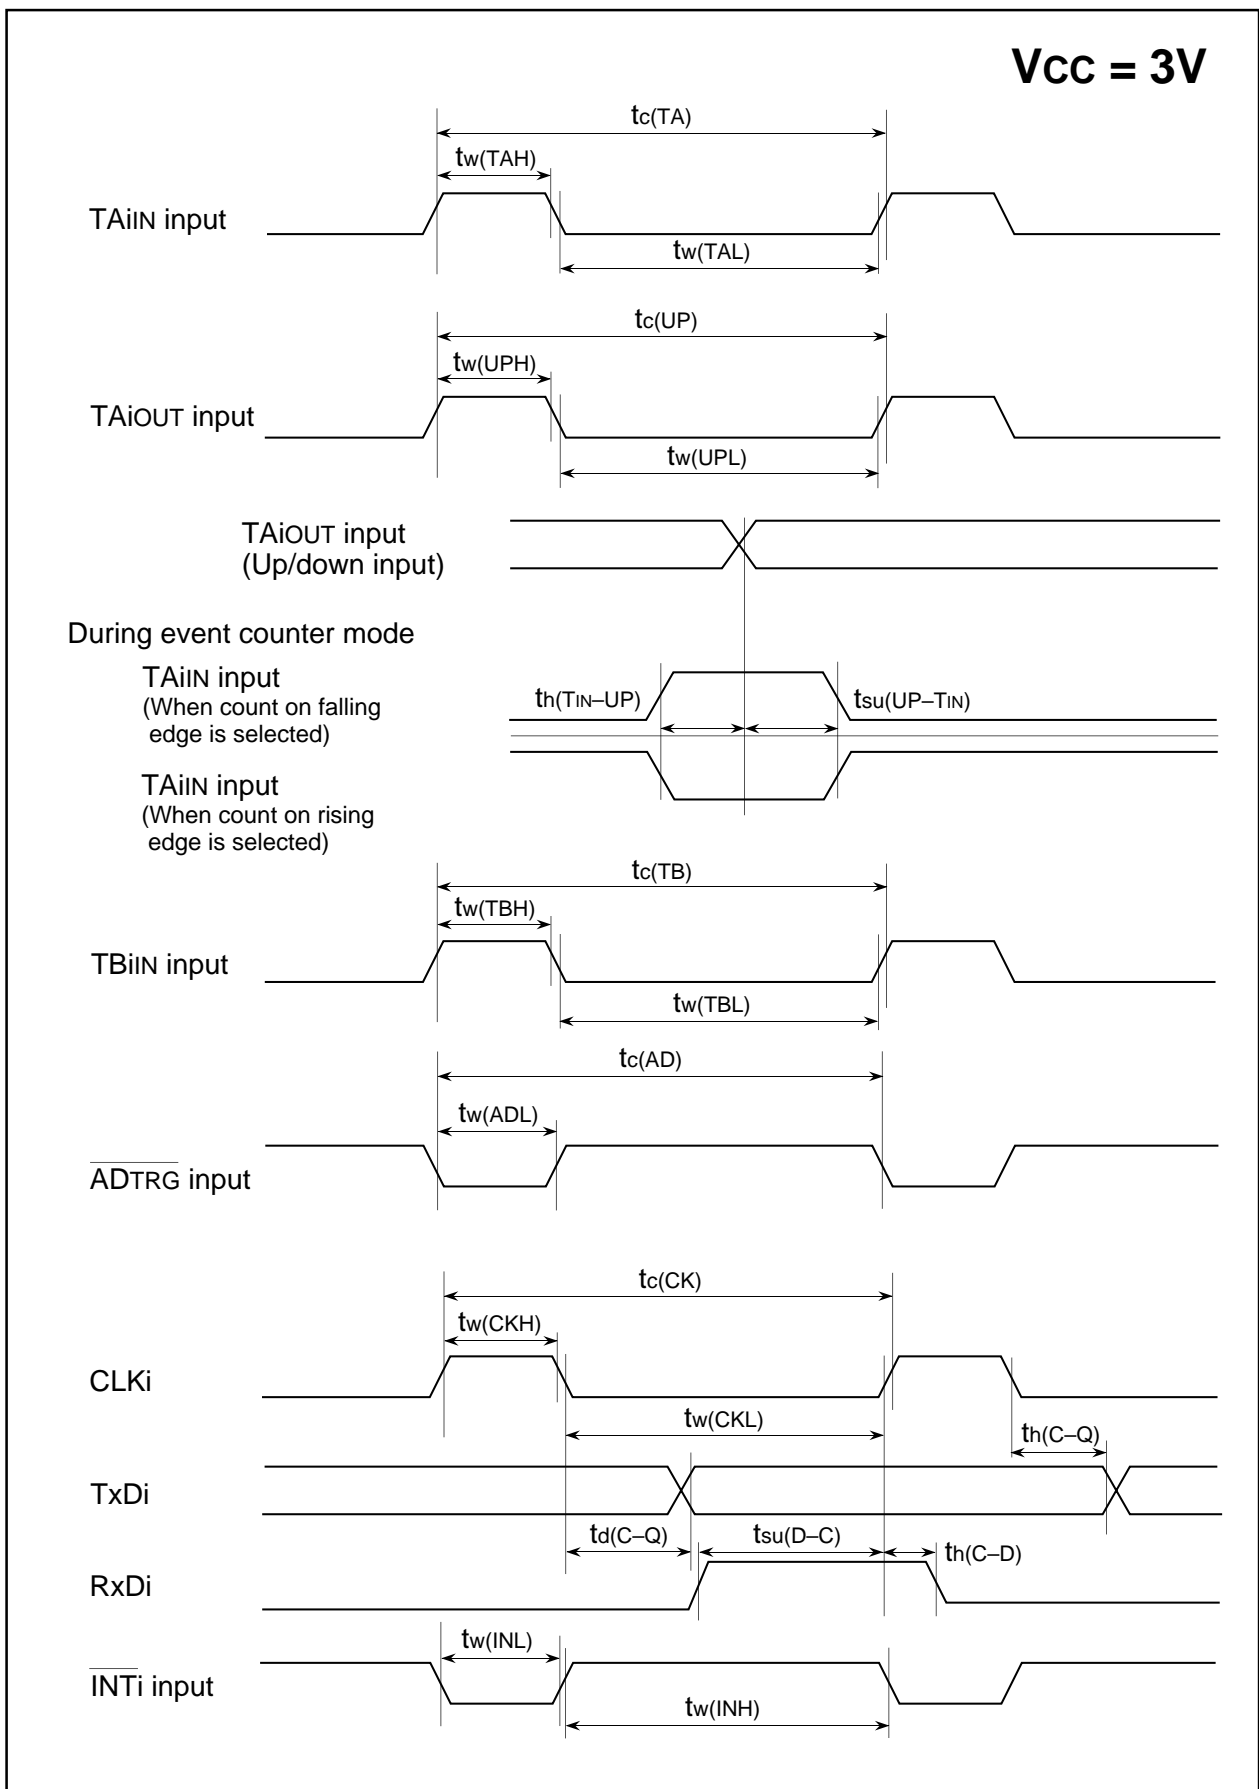 VCC = 3V
tc(TA)
tw(TAH)
TAiIN input
tw(TAL)
tc(UP)
tw(UPH)
TAiOUT input
tw(UPL)
TAiOUT input
(Up/down input)
During event counter mode
TAiIN input
(When count on falling
edge is selected)
th(TIN–UP)
tsu(UP–TIN)
TAiIN input
(When count on rising
edge is selected)
tc(TB)
tw(TBH)
TBiIN input
tw(TBL)
tc(AD)
tw(ADL)
ADTRG input
tc(CK)
tw(CKH)
CLKi
tw(CKL)
th(C–Q)
TxDi
td(C–Q)
tsu(D–C)
th(C–D)
RxDi
tw(INL)
INTi input
tw(INH)